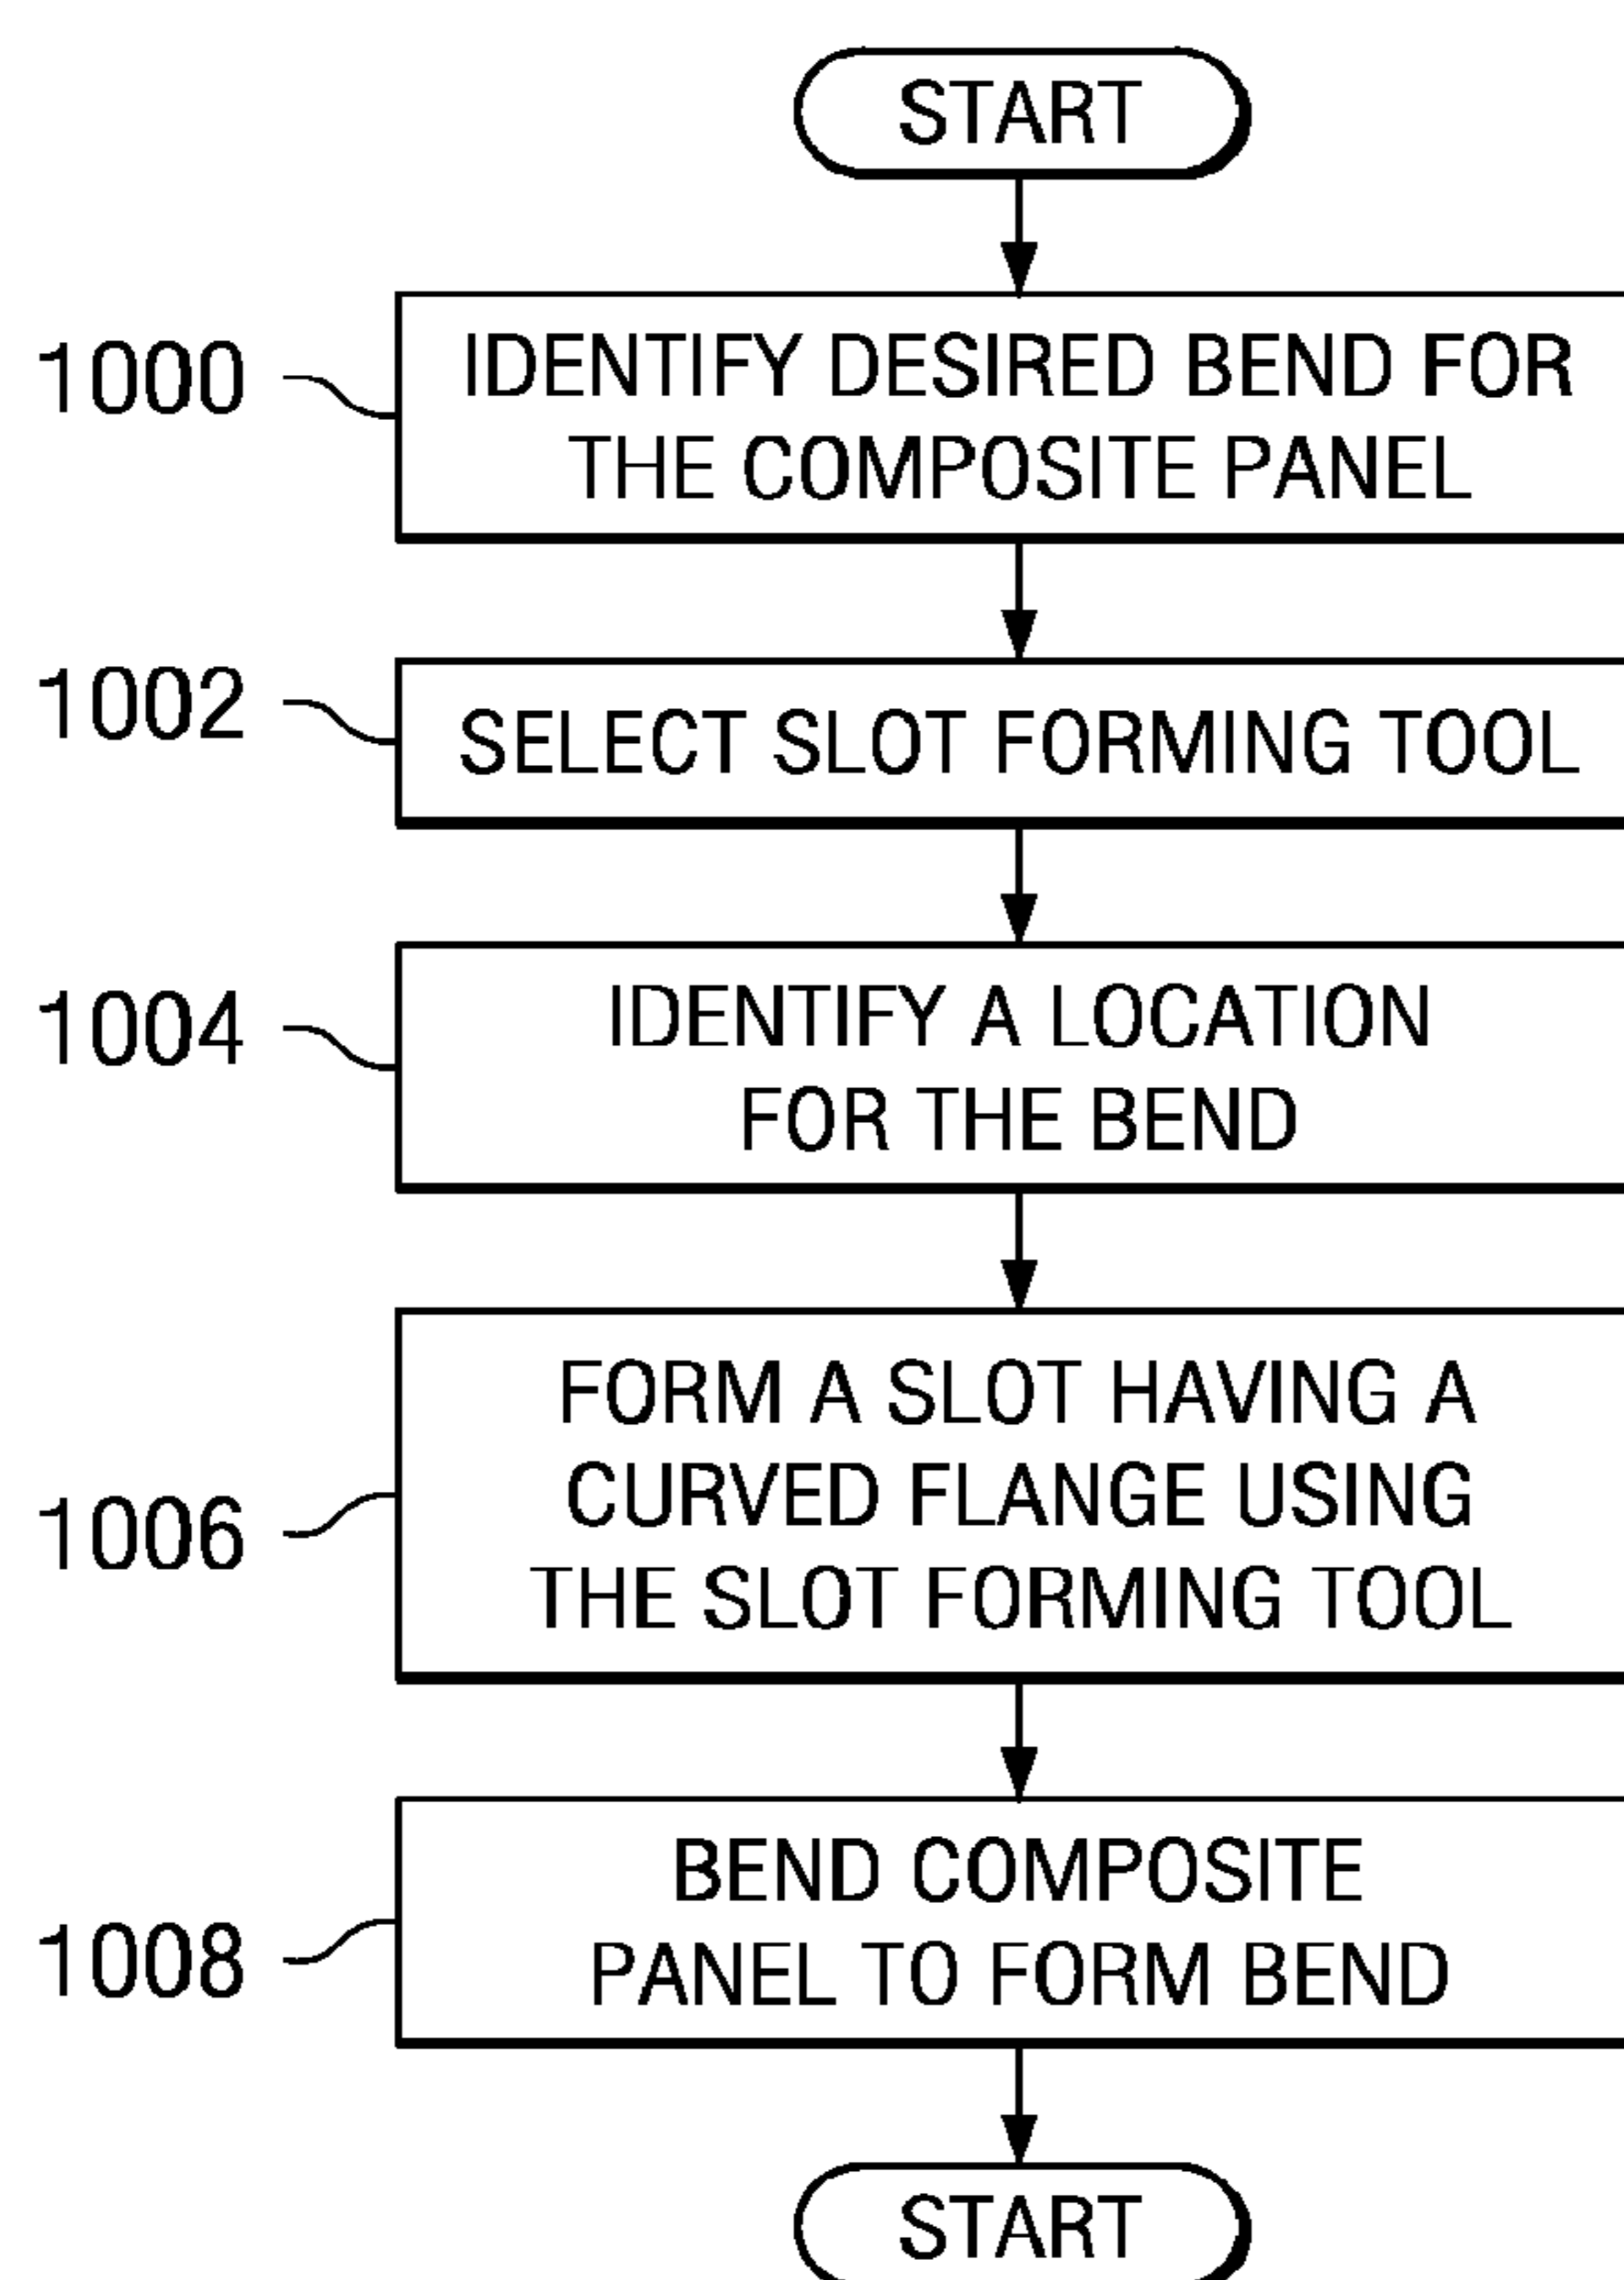 START
1000
IDENTIFY DESIRED BEND FOR
THE COMPOSITE PANEL
1002
SELECT SLOT FORMING TOOL
1004
IDENTIFY A LOCATION
FOR THE BEND
1006
FORM A SLOT HAVING A
CURVED FLANGE USING
THE SLOT FORMING TOOL
1008
BEND COMPOSITE
PANEL TO FORM BEND
START